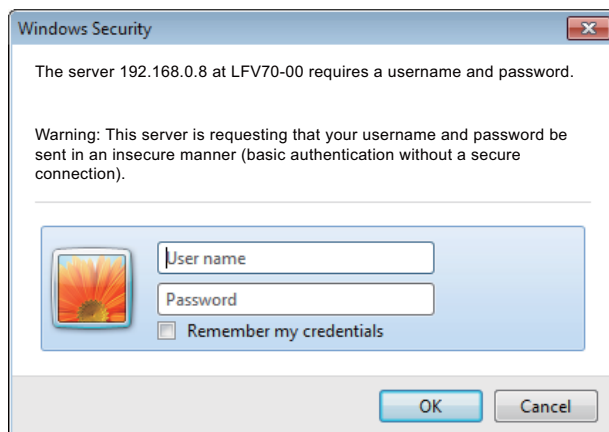 Windows Security
The server 192.168.0.8 at LFV70-00 requires a username and password.
Warning: This server is requesting that your username and password be
sent in an insecure manner (basic authentication without a secure
connection).
User name
Password
Remember my credentials
OK
Cancel